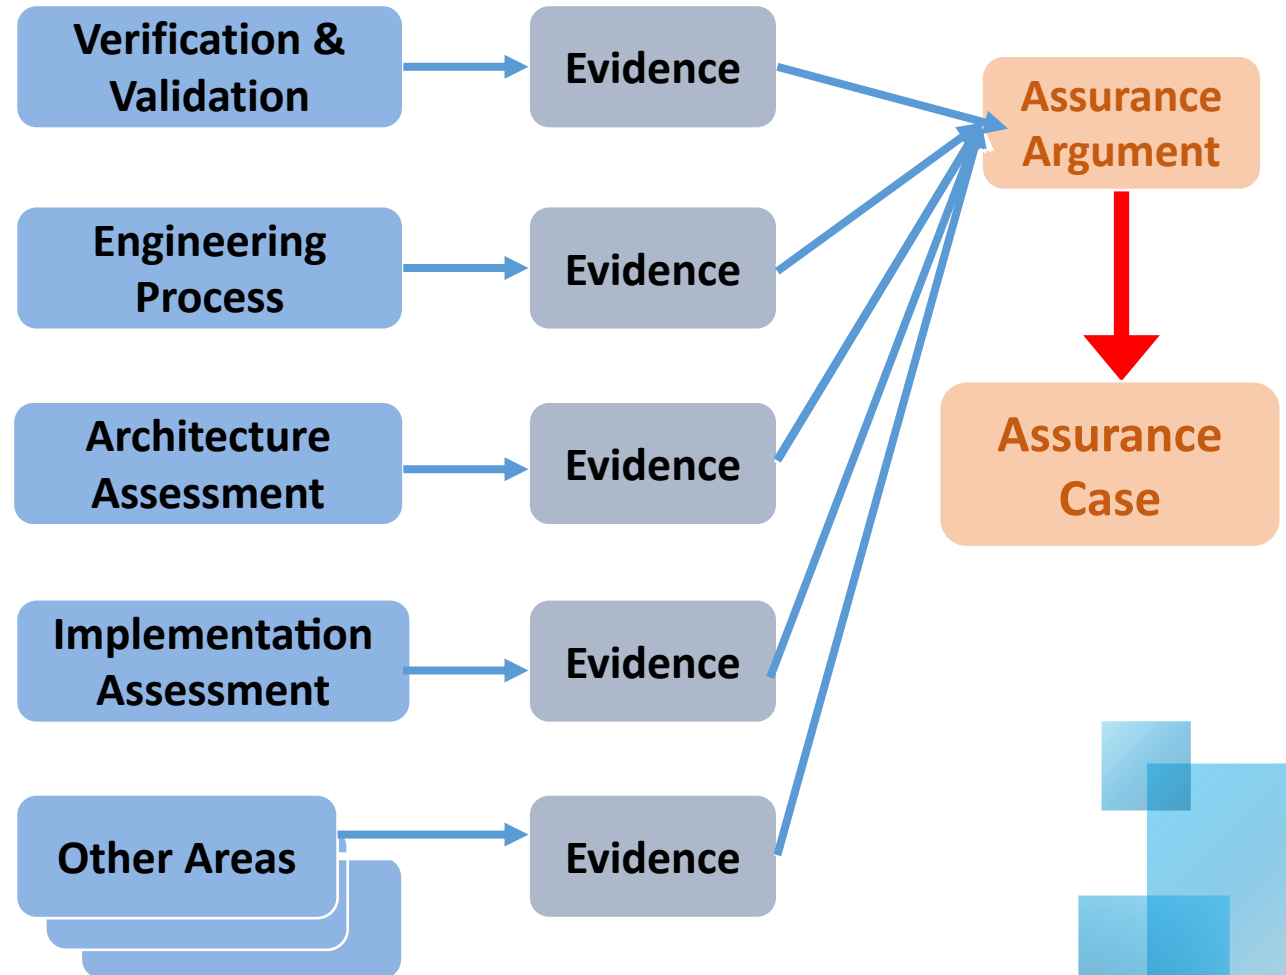 Verification &
Validation
Evidence
Assurance
Argument
Engineering
Process
Evidence
Architecture
Assessment
Evidence
Assurance
Case
Implementation
Assessment
Evidence
Other Areas
Evidence